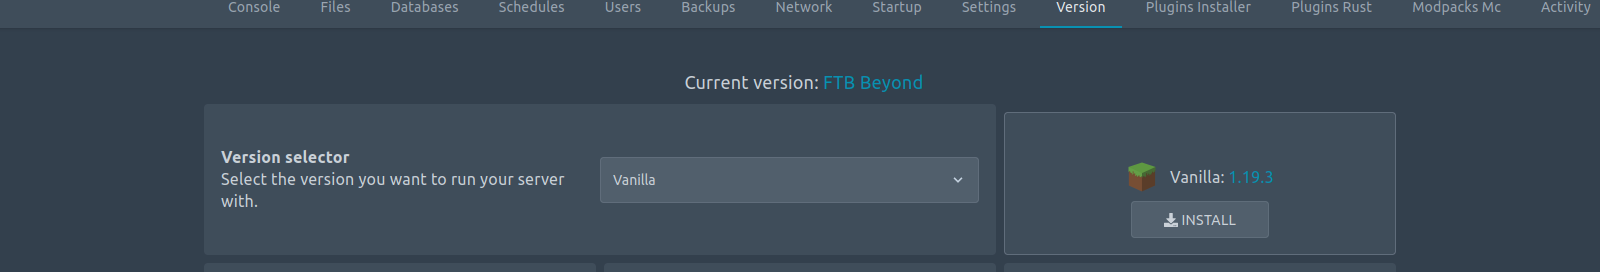 Console Files Databases Schedules Users Backups Network Startup Settings Version Plugins Installer Plugins Rust Modpacks Mc Activity
Current version: FTB Beyond
Version selector
Select the version you want to run your server
with.
Vanilla
Vanilla: 1.19.3
INSTALL